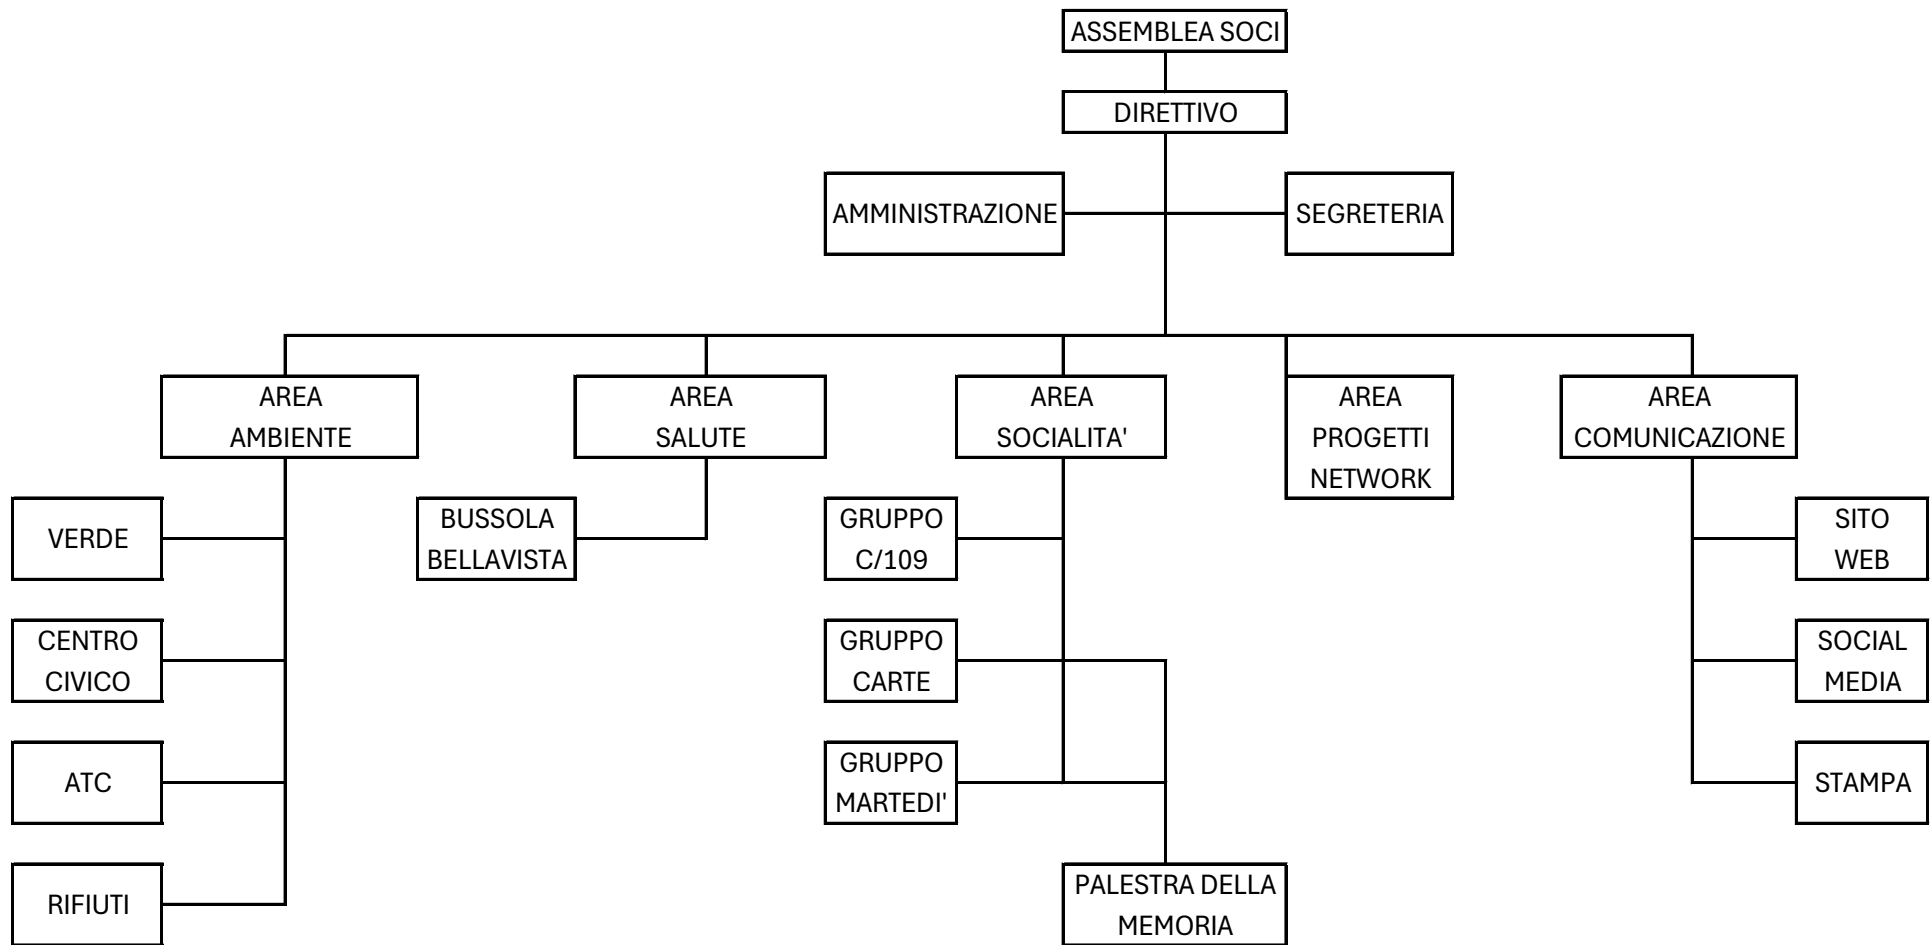 ASSEMBLEA SOCI
DIRETTIVO
AMMINISTRAZIONE
SEGRETERIA
AREA
AMBIENTE
AREA
SALUTE
AREA
SOCIALITA'
AREA
PROGETTI
NETWORK
AREA
COMUNICAZIONE
VERDE
BUSSOLA
BELLAVISTA
GRUPPO
C/109
SITO
WEB
CENTRO
CIVICO
GRUPPO
CARTE
SOCIAL
MEDIA
ATC
GRUPPO
MARTEDI'
STAMPA
RIFIUTI
PALESTRA DELLA
MEMORIA